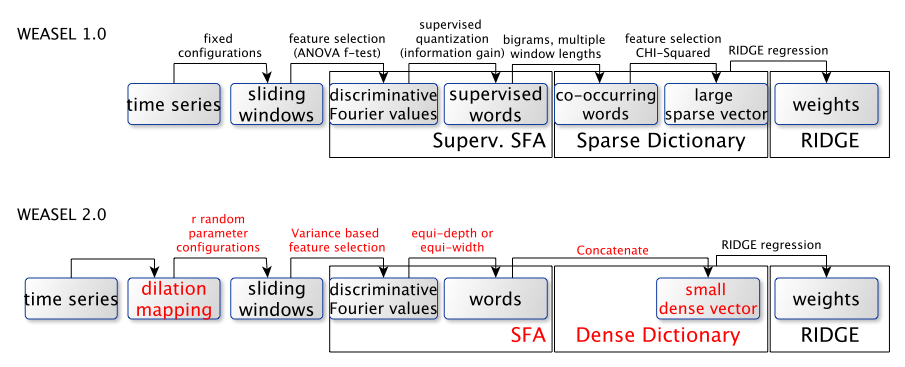 WEASEL 1.0
fixed
configurations
feature selection
(ANOVA f-test)
supervised
quantization
(information gain)
bigrams, multiple
window lengths
feature selection
CHI-Squared
RIDGE regression
time series
sliding
windows
discriminative
Fourier values
supervised
words
co-occurring
words
large
sparse vector
weights
Superv. SFA
Sparse Dictionary
RIDGE
WEASEL 2.0
r random
parameter
configurations
Variance based
feature selection
equi-depth or
equi-width
Concatenate
RIDGE regression
time series
dilation
mapping
sliding
windows
discriminative
Fourier values
words
small
dense vector
weights
SFA
Dense Dictionary
RIDGE